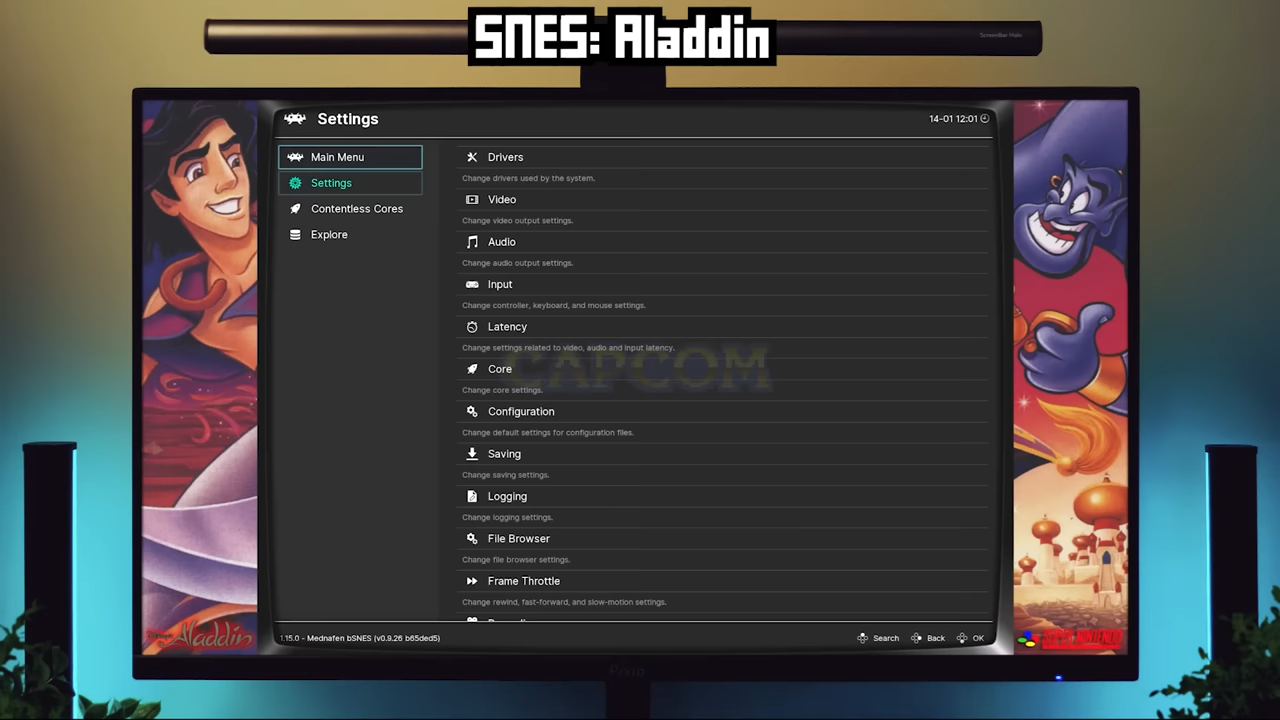 SNES: Aladdin
ScreenBar Halo
Settings
14-01 12:01
Main Menu
Settings
Contentless Cores
Explore
Drivers
Change drivers used by the system.
Video
Change video output settings.
Audio
Change audio output settings.
Input
Change controller, keyboard, and mouse settings.
Latency
Change settings related to video, audio and input latency.
CAPCOM
Core
Change core settings.
Configuration
Change default settings for configuration files.
Saving
Change saving settings.
Logging
Change logging settings.
File Browser
Change file browser settings.
Frame Throttle
Change rewind, fast-forward, and slow-motion settings.
1.15.0 - Mednafen bSNES (v0.9.26 b65ded5)
Search
Back
OK
Aladdin
SUPER NINTENDO